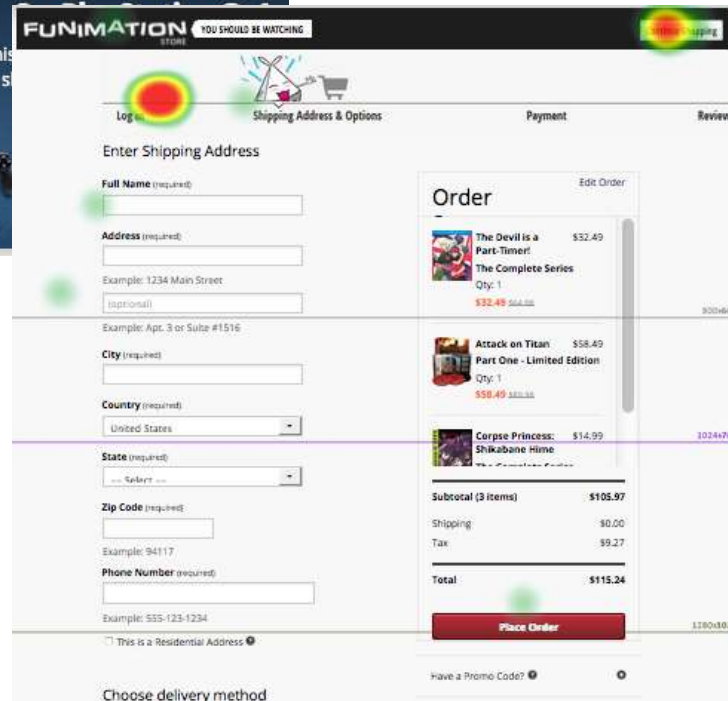 FUNIMATION
STORE
YOU SHOULD BE WATCHING
Shopping
Log
Shipping Address & Options
Payment
Review
Enter Shipping Address
Full Name (required)
Address (required)
Example: 1234 Main Street
(optional)
Example: Apt. 3 or Suite #1516
City (required)
Country (required)
United States
State (required)
-- Select --
Zip Code (required)
Example: 94117
Phone Number (required)
Example: 555-123-1234
This is a Residential Address
Choose delivery method
Edit Order
Order
The Devil is a $32.49
Part-Timer!
The Complete Series
Qty: 1
$32.49
Attack on Titan $58.49
Part One - Limited Edition
Qty: 1
$58.49
Corpse Princess: $14.99
Shikabane Hime
Subtotal (3 items) $105.97
Shipping $0.00
Tax $9.27
Total $115.24
Place Order
Have a Promo Code?